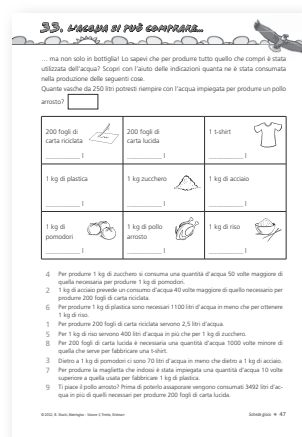 33. L'ACQUA SI PUÒ COMPRARE...
... ma non solo in bottiglia! Lo sapevi che per produrre tutto quello che compri è stata
utilizzata dell'acqua? Scopri con l'aiuto delle indicazioni quanta ne è stata consumata
nella produzione delle seguenti cose.
Quante vasche da 250 litri potresti riempire con l'acqua impiegata per produrre un pollo
arrosto?
200 fogli di
carta riciclata
l
200 fogli di
carta lucida
l
1 t-shirt
l
1 kg di plastica
l
1 kg zucchero
l
1 kg di acciaio
l
1 kg di
pomodori
l
1 kg di pollo
arrosto
l
1 kg di riso
l
4 Per produrre 1 kg di zucchero si consuma una quantità d'acqua 50 volte maggiore di
quella necessaria per produrre 1 kg di pomodori.
2 1 kg di acciaio prevede un consumo d'acqua 40 volte maggiore di quello necessario per
produrre 200 fogli di carta riciclata.
6 Per produrre 1 kg di plastica sono necessari 1100 litri d'acqua in meno che per ottenere
1 kg di riso.
1 Per produrre 200 fogli di carta riciclata servono 2,5 litri d'acqua.
5 Per 1 kg di riso servono 400 litri d'acqua in più che per 1 kg di zucchero.
8 Per 200 fogli di carta lucida è necessaria una quantità d'acqua 1000 volte minore di
quella che serve per fabbricare una t-shirt.
3 Dietro a 1 kg di pomodori ci sono 70 litri d'acqua in meno che dietro a 1 kg di acciaio.
7 Per produrre la maglietta che indossi è stata impiegata una quantità d'acqua 10 volte
superiore a quella usata per fabbricare 1 kg di plastica.
9 Ti piace il pollo arrosto? Prima di poterlo assaporare vengono consumati 3492 litri d'ac-
qua in più di quelli necessari per produrre 200 fogli di carta lucida.
47